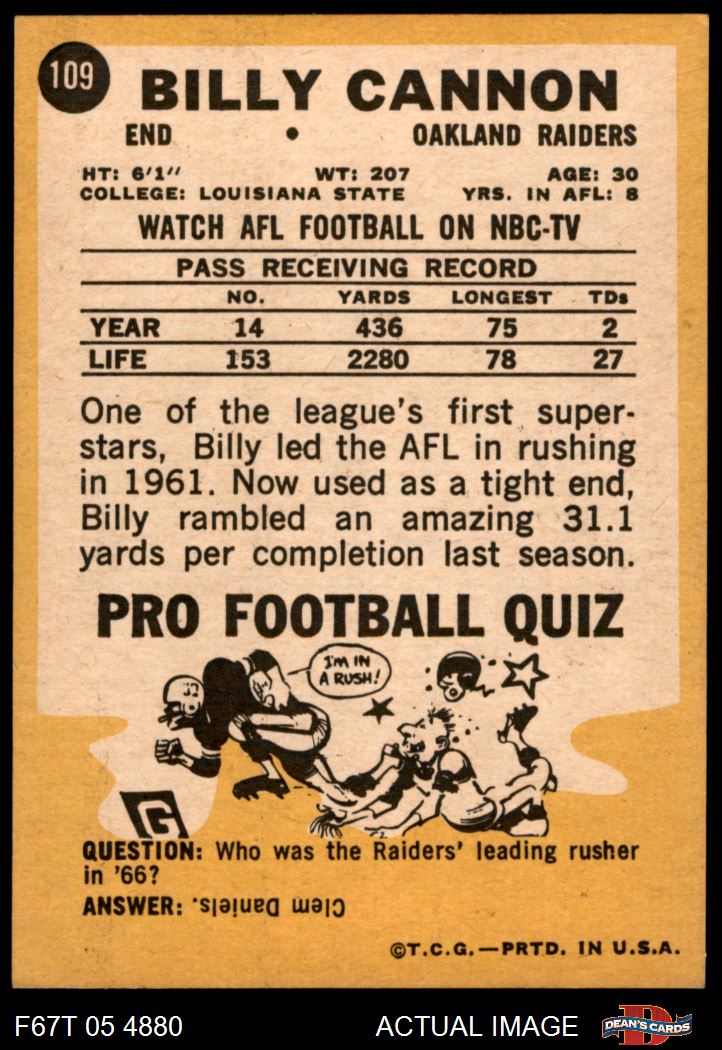 109
BILLY CANNON
END • OAKLAND RAIDERS
HT: 6'1" WT: 207 AGE: 30
COLLEGE: LOUISIANA STATE YRS. IN AFL: 8
WATCH AFL FOOTBALL ON NBC-TV
PASS RECEIVING RECORD
NO. YARDS LONGEST TDs
YEAR 14 436 75 2
LIFE 153 2280 78 27
One of the league's first super-
stars, Billy led the AFL in rushing
in 1961. Now used as a tight end,
Billy rambled an amazing 31.1
yards per completion last season.
PRO FOOTBALL QUIZ
I'M IN
A RUSH!
G
QUESTION: Who was the Raiders' leading rusher
in '66?
ANSWER: Clem Daniels.
©T.C.G.—PRTD. IN U.S.A.
F67T 05 4880 ACTUAL IMAGE D DEAN'S CARDS